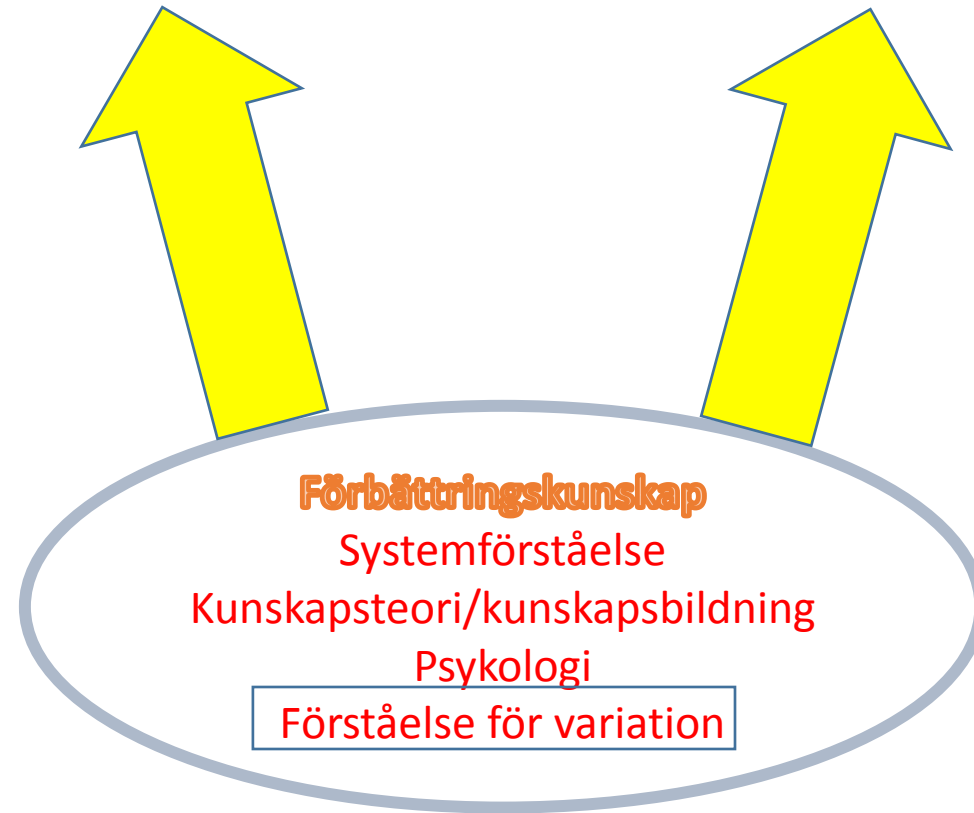 Förbättringskunskap
Systemförståelse
Kunskapsteori/kunskapsbildning
Psykologi
Förståelse för variation